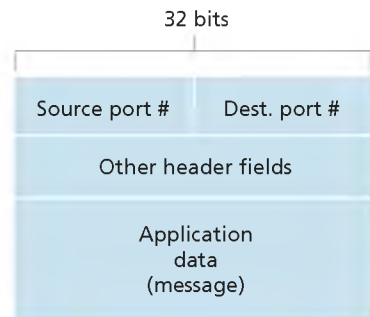 32 bits
Source port #
Dest. port #
Other header fields
Application
data
(message)